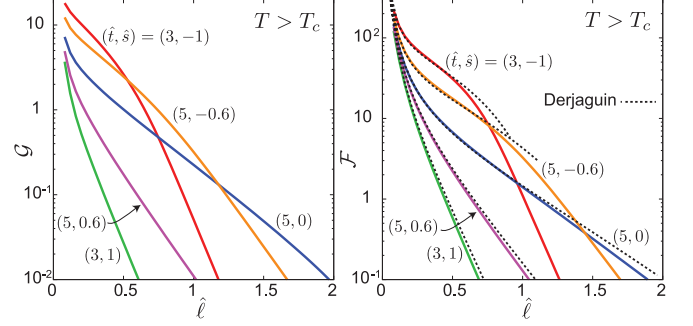 T > T_c
(t̂, ŝ) = (3, −1)
(5, −0.6)
(5, 0.6)
(3, 1)
(5, 0)
𝒢
10
1
10^-1
10^-2
0 0.5 1 1.5 2
ℓ̂
T > T_c
(t̂, ŝ) = (3, −1)
Derjaguin
(5, −0.6)
(5, 0.6)
(3, 1)
(5, 0)
ℱ
10^2
10
1
10^-1
0 0.5 1 1.5 2
ℓ̂